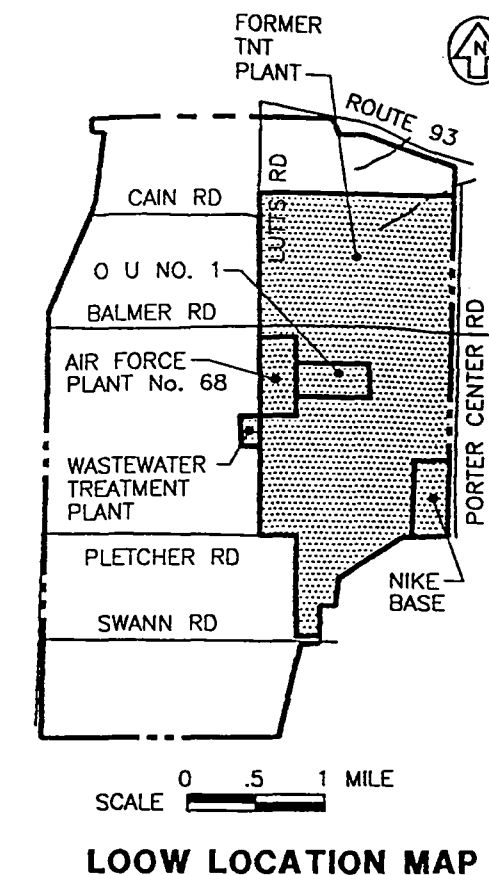 FORMER
TNT
PLANT
N
ROUTE 93
LUTTS RD
CAIN RD
O U NO. 1
BALMER RD
AIR FORCE
PLANT No. 68
PORTER CENTER RD
WASTEWATER
TREATMENT
PLANT
PLETCHER RD
NIKE
BASE
SWANN RD
0 .5 1 MILE
SCALE
LOOW LOCATION MAP